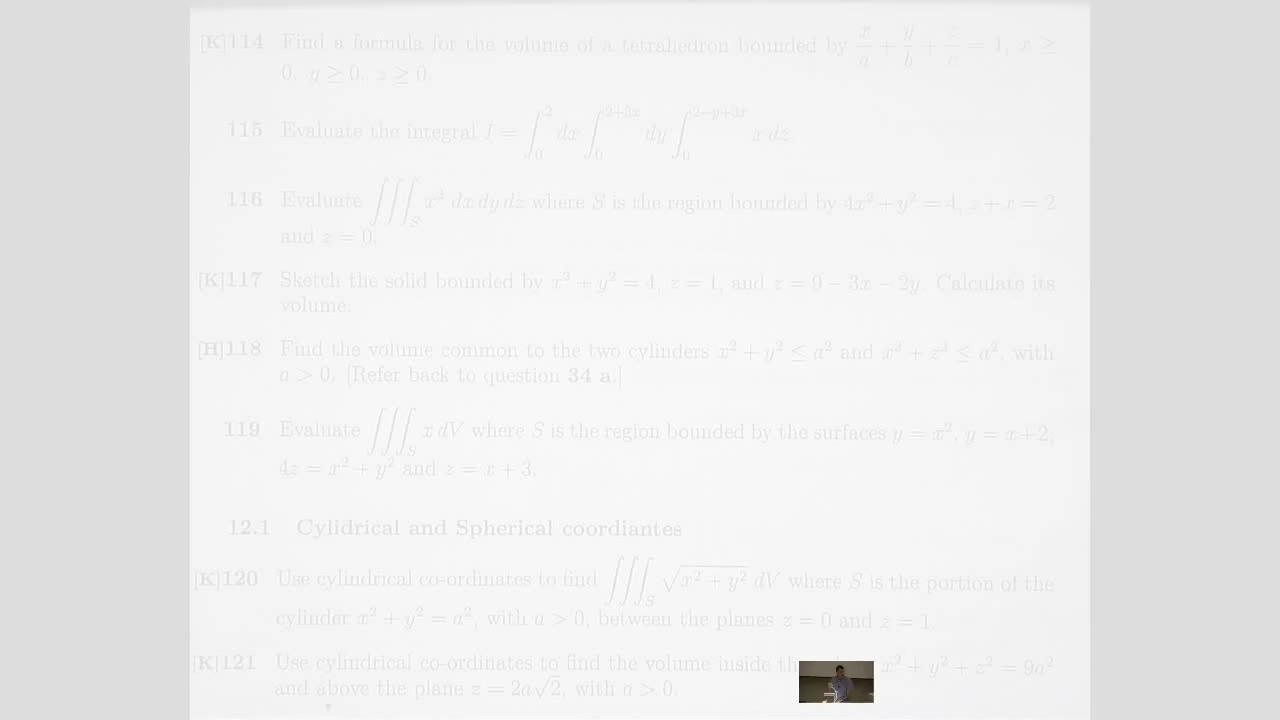 [K]114 Find a formula for the volume of a tetrahedron bounded by x/a + y/b + z/c = 1, x ≥
0, y ≥ 0, z ≥ 0.
115 Evaluate the integral I = ∫₀² dx ∫₀^{2+3x} dy ∫₀^{2−y+3x} x dz
116 Evaluate ∭_S x² dx dy dz where S is the region bounded by 4x² + y² = 4, z + x = 2
and z = 0.
[K]117 Sketch the solid bounded by x² + y² = 4, z = 1, and z = 9 − 3x − 2y. Calculate its
volume.
[H]118 Find the volume common to the two cylinders x² + y² ≤ a² and x² + z² ≤ a², with
a > 0. [Refer back to question 34 a.]
119 Evaluate ∭_S x dV where S is the region bounded by the surfaces y = x², y = x+2,
4z = x² + y² and z = x + 3.
12.1 Cylidrical and Spherical coordiantes
[K]120 Use cylindrical co-ordinates to find ∭_S √(x² + y²) dV where S is the portion of the
cylinder x² + y² = a², with a > 0, between the planes z = 0 and z = 1.
[K]121 Use cylindrical co-ordinates to find the volume inside x² + y² + z² = 9a²
and above the plane z = 2a√2, with a > 0.